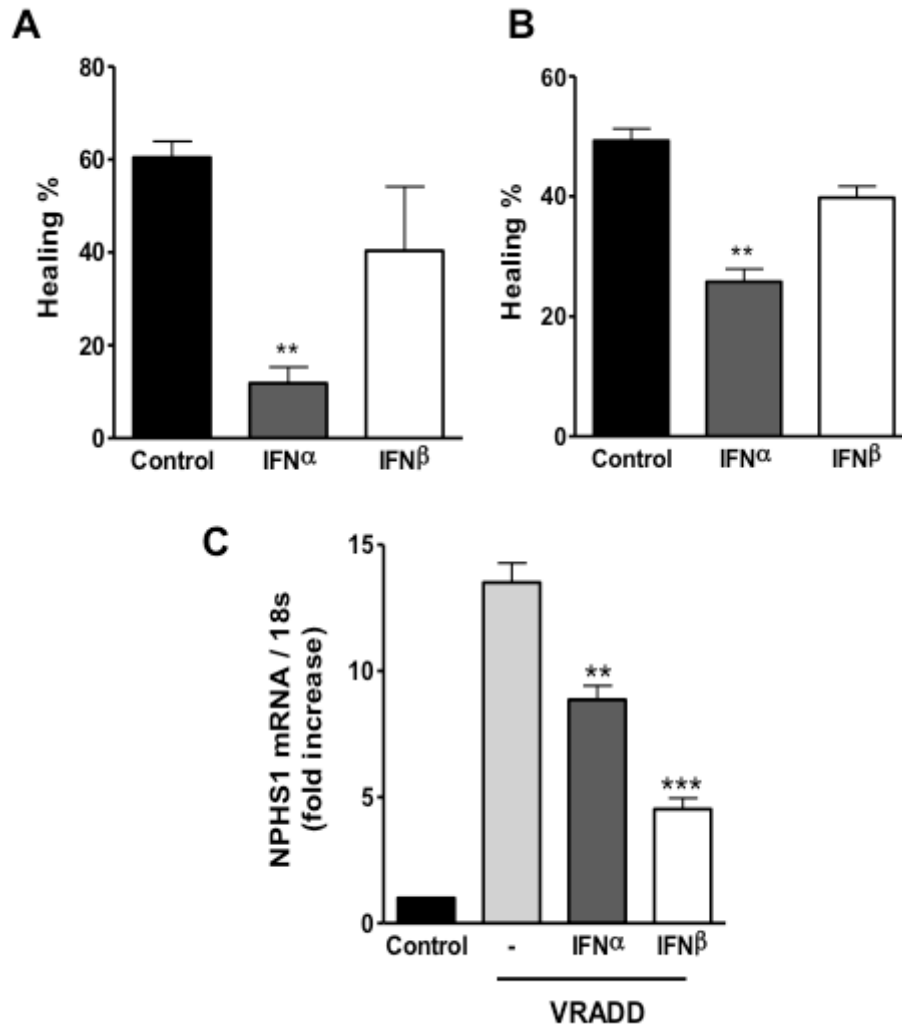 A
B
80
60
40
20
0
Healing %
**
Control
IFNα
IFNβ
60
40
20
0
Healing %
**
Control
IFNα
IFNβ
C
15
10
5
0
NPHS1 mRNA / 18s
(fold increase)
**
***
Control
-
IFNα
IFNβ
VRADD